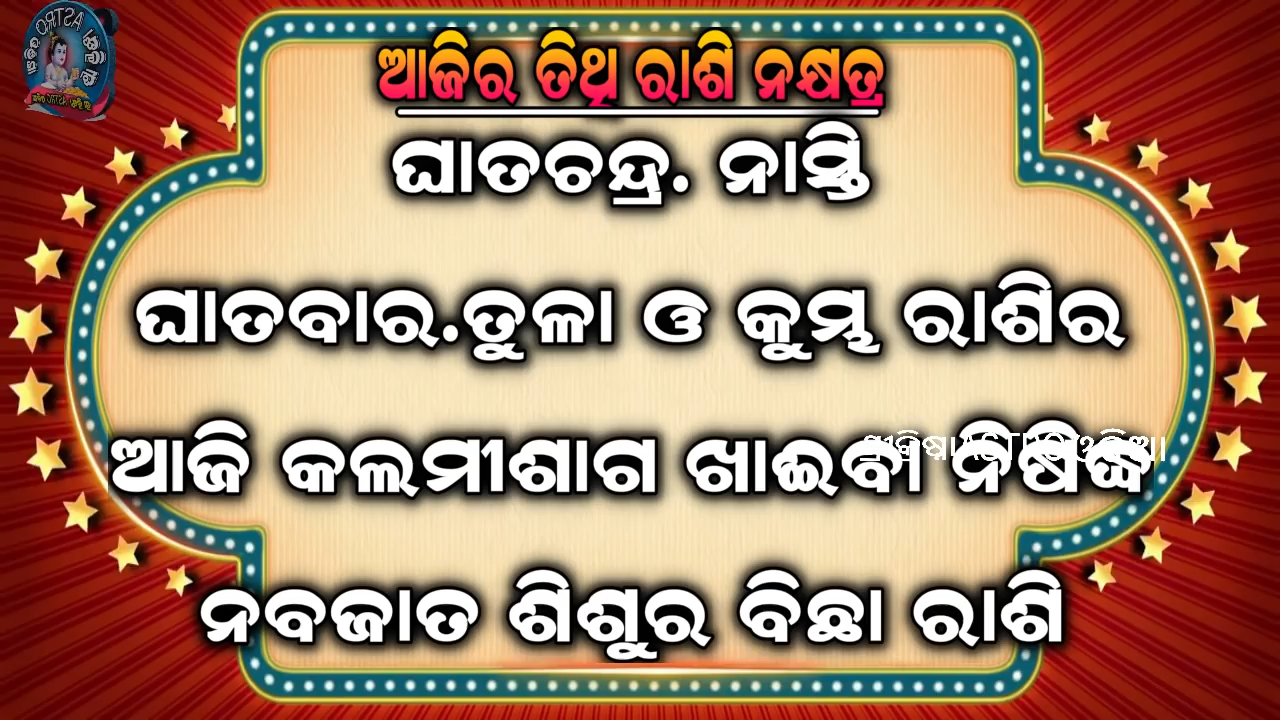 ଆଜିର ତିଥି ରାଶି ନକ୍ଷତ୍ର
ଘାତଚନ୍ଦ୍ର. ନାସ୍ତି
ଘାତବାର.ତୁଳା ଓ କୁମ୍ଭ ରାଶିର
ଆଜି କଲମୀଶାଗ ଖାଇବା ନିଷିଦ୍ଧ
ନବଜାତ ଶିଶୁର ବିଛା ରାଶି